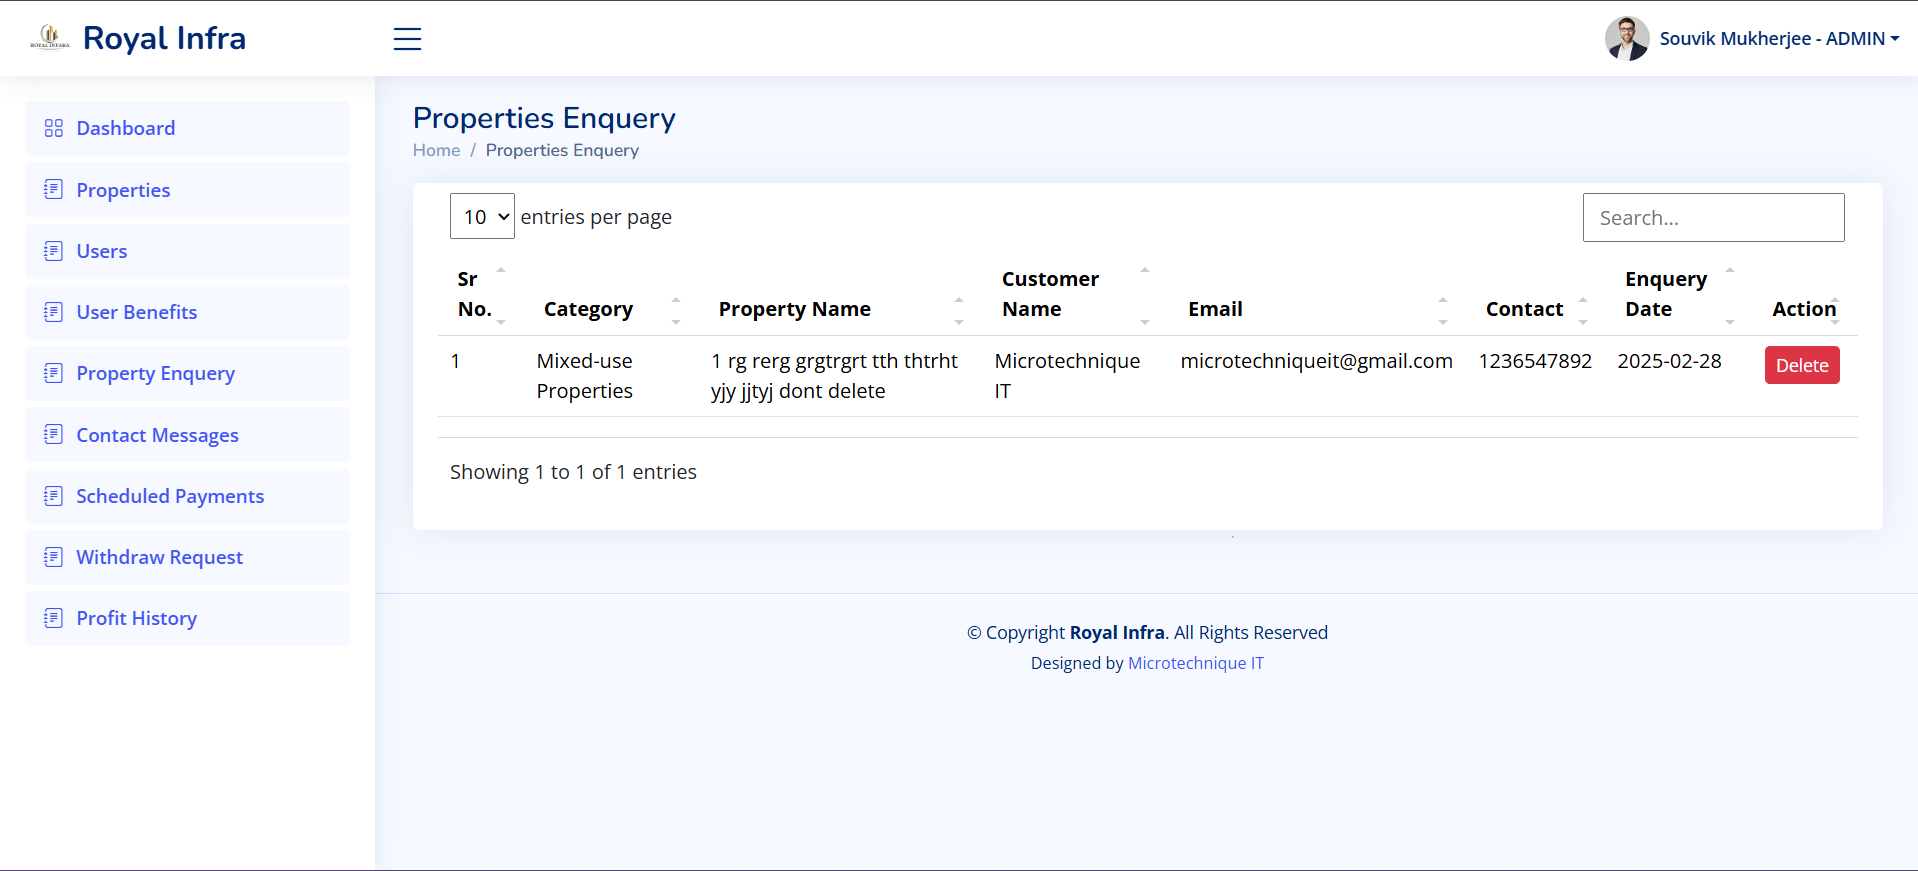 ROYAL INFARA
Royal Infra
Souvik Mukherjee - ADMIN
Dashboard
Properties
Users
User Benefits
Property Enquery
Contact Messages
Scheduled Payments
Withdraw Request
Profit History
Properties Enquery
Home / Properties Enquery
10 entries per page
Search...
Sr No. Category Property Name Customer Name Email Contact Enquery Date Action
1 Mixed-use Properties 1 rg rerg grgtrgrt tth thtrht yjy jjtyj dont delete Microtechnique IT microtechniqueit@gmail.com 1236547892 2025-02-28 Delete
Showing 1 to 1 of 1 entries
© Copyright Royal Infra. All Rights Reserved
Designed by Microtechnique IT